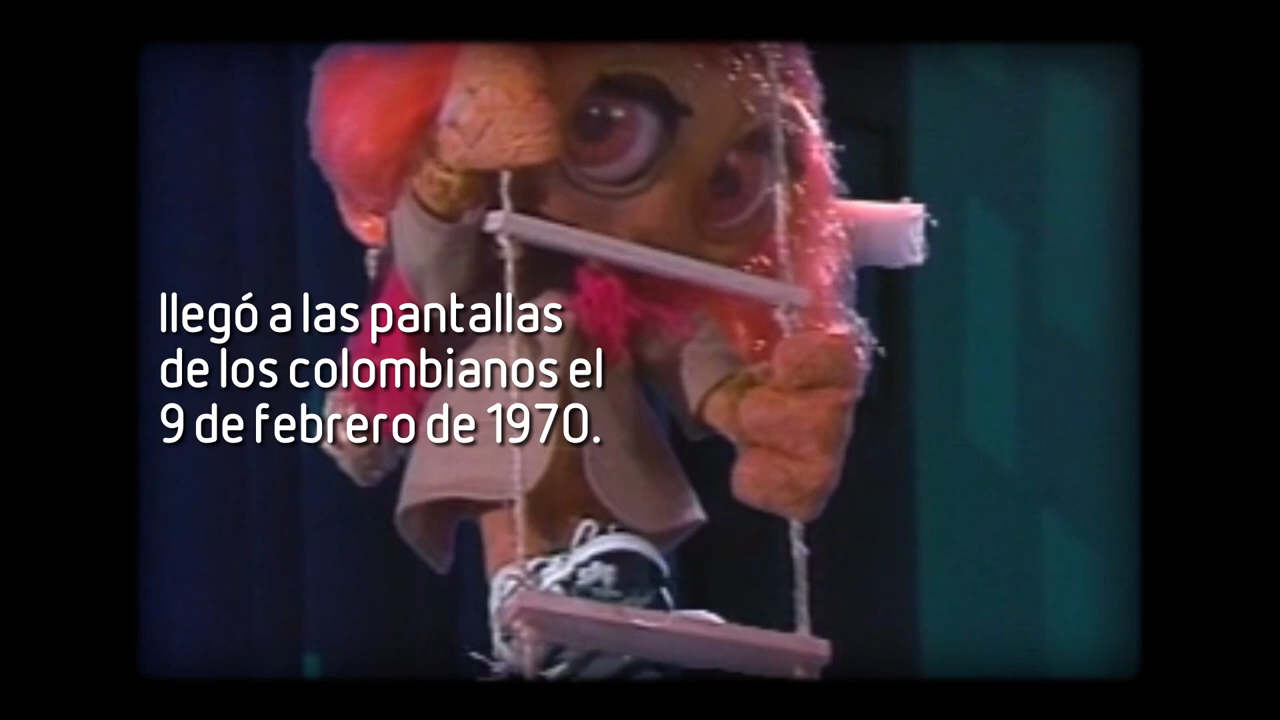 llegó a las pantallas
de los colombianos el
9 de febrero de 1970.